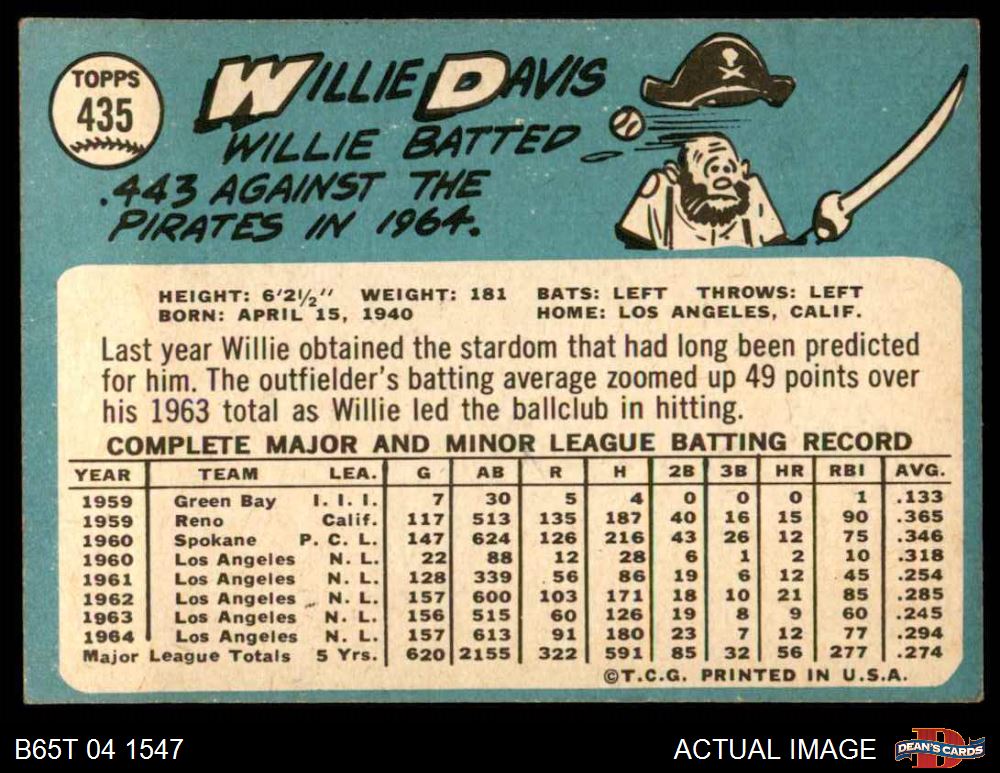 TOPPS
435
WILLIE DAVIS
WILLIE BATTED
.443 AGAINST THE
PIRATES IN 1964.
HEIGHT: 6'2½" WEIGHT: 181 BATS: LEFT THROWS: LEFT
BORN: APRIL 15, 1940 HOME: LOS ANGELES, CALIF.
Last year Willie obtained the stardom that had long been predicted
for him. The outfielder's batting average zoomed up 49 points over
his 1963 total as Willie led the ballclub in hitting.
COMPLETE MAJOR AND MINOR LEAGUE BATTING RECORD
YEAR TEAM LEA. G AB R H 2B 3B HR RBI AVG.
1959 Green Bay I. I. I. 7 30 5 4 0 0 0 1 .133
1959 Reno Calif. 117 513 135 187 40 16 15 90 .365
1960 Spokane P. C. L. 147 624 126 216 43 26 12 75 .346
1960 Los Angeles N. L. 22 88 12 28 6 1 2 10 .318
1961 Los Angeles N. L. 128 339 56 86 19 6 12 45 .254
1962 Los Angeles N. L. 157 600 103 171 18 10 21 85 .285
1963 Los Angeles N. L. 156 515 60 126 19 8 9 60 .245
1964 Los Angeles N. L. 157 613 91 180 23 7 12 77 .294
Major League Totals 5 Yrs. 620 2155 322 591 85 32 56 277 .274
©T.C.G. PRINTED IN U.S.A.
B65T 04 1547 ACTUAL IMAGE
D
DEAN'S CARDS